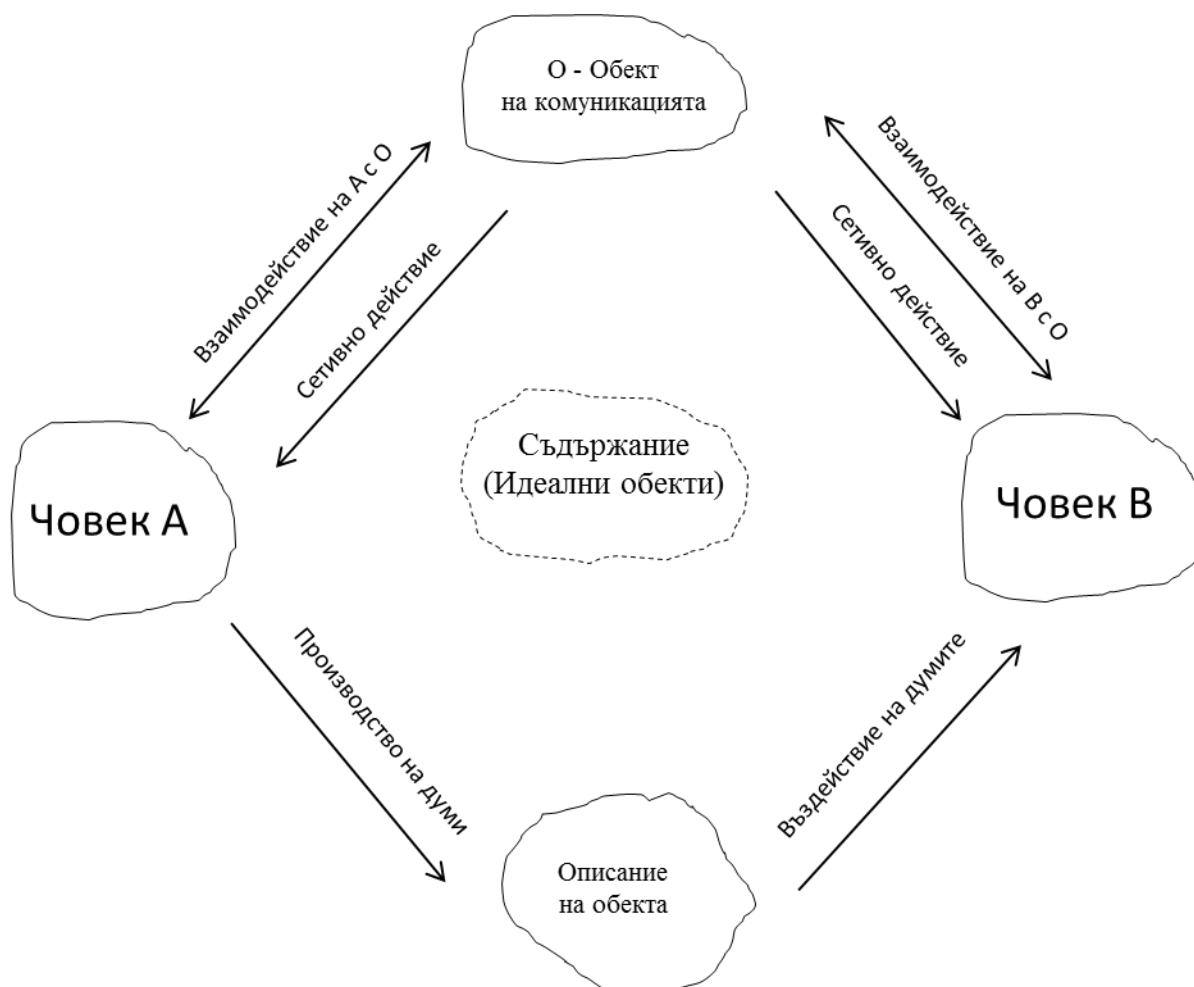 О - Обект
на комуникацията
Взаимодействие на А с О
Сетивно действие
Взаимодействие на В с О
Сетивно действие
Съдържание
(Идеални обекти)
Човек А
Човек В
Производство на думи
Въздействие на думите
Описание
на обекта